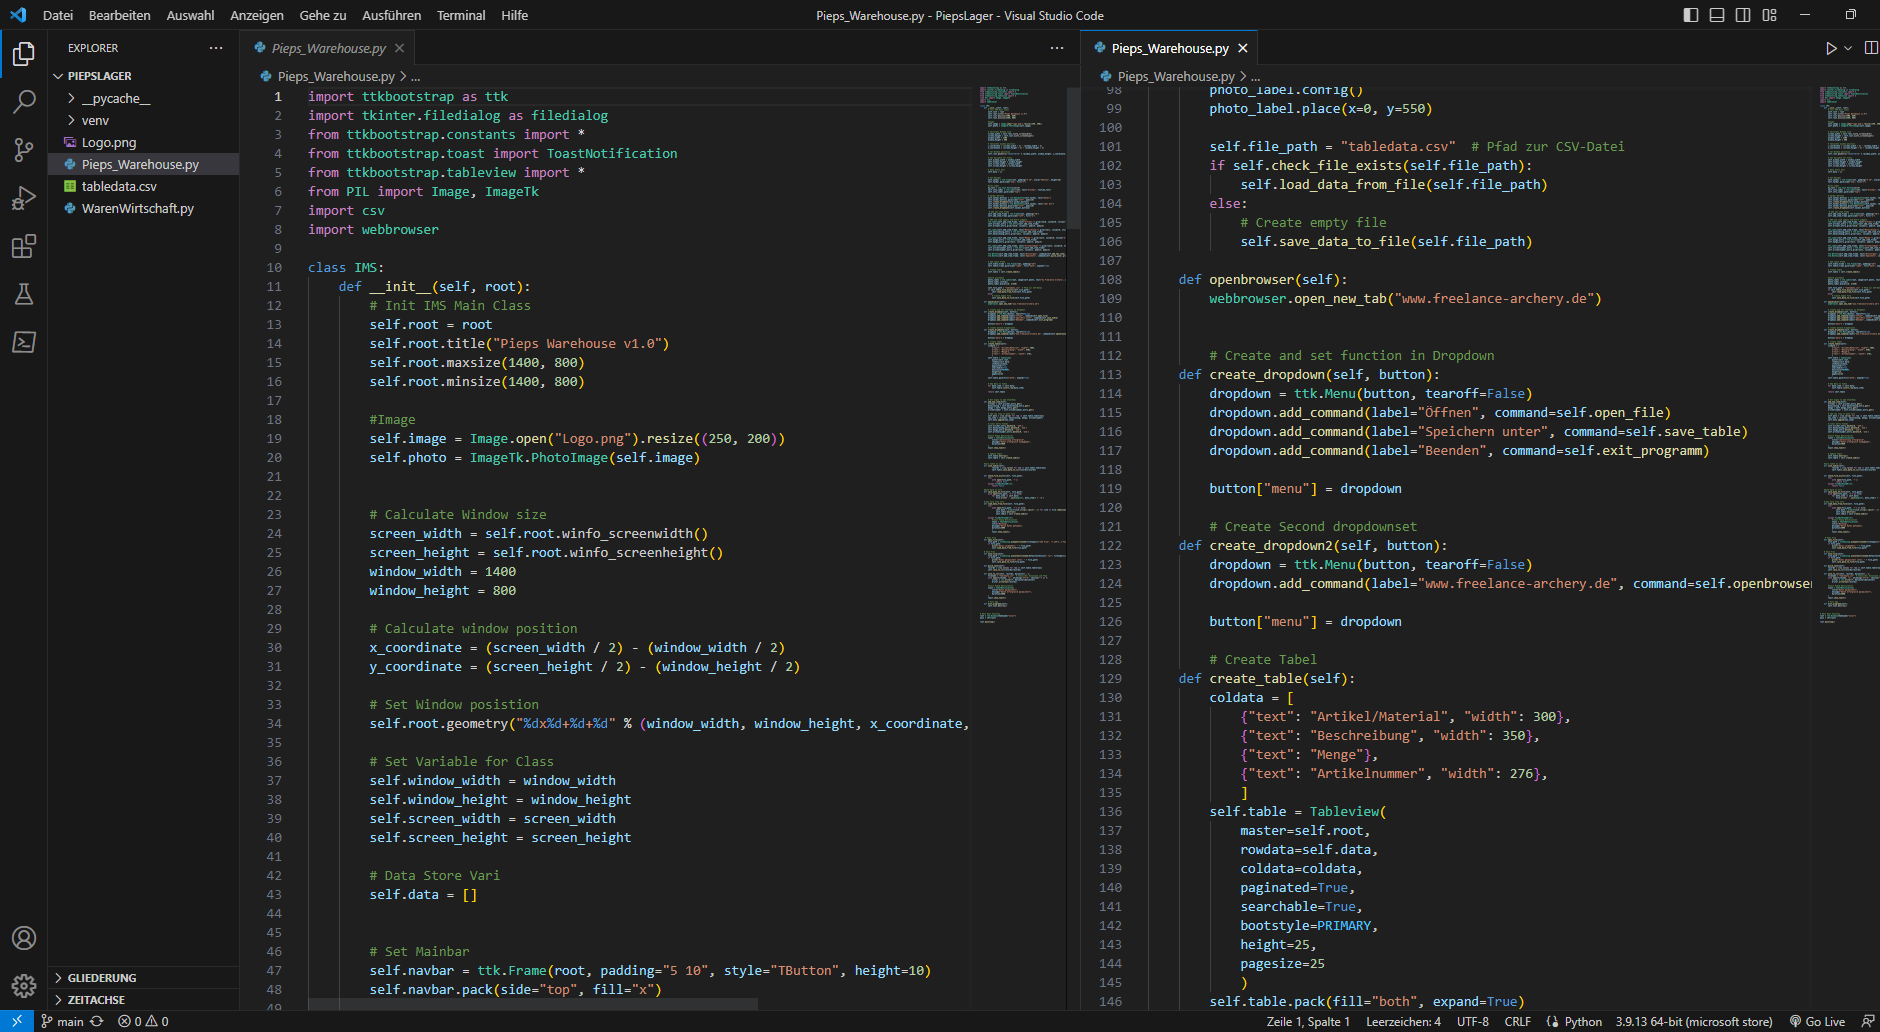 Datei Bearbeiten Auswahl Anzeigen Gehe zu Ausführen Terminal Hilfe
Pieps_Warehouse.py - PiepsLager - Visual Studio Code
EXPLORER
PIEPSLAGER
__pycache__
venv
Logo.png
Pieps_Warehouse.py
tabledata.csv
WarenWirtschaft.py
GLIEDERUNG
ZEITACHSE
Pieps_Warehouse.py
Pieps_Warehouse.py > ...
1 import ttkbootstrap as ttk
2 import tkinter.filedialog as filedialog
3 from ttkbootstrap.constants import *
4 from ttkbootstrap.toast import ToastNotification
5 from ttkbootstrap.tableview import *
6 from PIL import Image, ImageTk
7 import csv
8 import webbrowser
9
10 class IMS:
11 def __init__(self, root):
12 # Init IMS Main Class
13 self.root = root
14 self.root.title("Pieps Warehouse v1.0")
15 self.root.maxsize(1400, 800)
16 self.root.minsize(1400, 800)
17
18 #Image
19 self.image = Image.open("Logo.png").resize((250, 200))
20 self.photo = ImageTk.PhotoImage(self.image)
21
22
23 # Calculate Window size
24 screen_width = self.root.winfo_screenwidth()
25 screen_height = self.root.winfo_screenheight()
26 window_width = 1400
27 window_height = 800
28
29 # Calculate window position
30 x_coordinate = (screen_width / 2) - (window_width / 2)
31 y_coordinate = (screen_height / 2) - (window_height / 2)
32
33 # Set Window posistion
34 self.root.geometry("%dx%d+%d+%d" % (window_width, window_height, x_coordinate,
35
36 # Set Variable for Class
37 self.window_width = window_width
38 self.window_height = window_height
39 self.screen_width = screen_width
40 self.screen_height = screen_height
41
42 # Data Store Vari
43 self.data = []
44
45
46 # Set Mainbar
47 self.navbar = ttk.Frame(root, padding="5 10", style="TButton", height=10)
48 self.navbar.pack(side="top", fill="x")
49
Pieps_Warehouse.py
Pieps_Warehouse.py > ...
98 photo_label.config()
99 photo_label.place(x=0, y=550)
100
101 self.file_path = "tabledata.csv" # Pfad zur CSV-Datei
102 if self.check_file_exists(self.file_path):
103 self.load_data_from_file(self.file_path)
104 else:
105 # Create empty file
106 self.save_data_to_file(self.file_path)
107
108 def openbrowser(self):
109 webbrowser.open_new_tab("www.freelance-archery.de")
110
111
112 # Create and set function in Dropdown
113 def create_dropdown(self, button):
114 dropdown = ttk.Menu(button, tearoff=False)
115 dropdown.add_command(label="Öffnen", command=self.open_file)
116 dropdown.add_command(label="Speichern unter", command=self.save_table)
117 dropdown.add_command(label="Beenden", command=self.exit_programm)
118
119 button["menu"] = dropdown
120
121 # Create Second dropdownset
122 def create_dropdown2(self, button):
123 dropdown = ttk.Menu(button, tearoff=False)
124 dropdown.add_command(label="www.freelance-archery.de", command=self.openbrowser
125
126 button["menu"] = dropdown
127
128 # Create Tabel
129 def create_table(self):
130 coldata = [
131 {"text": "Artikel/Material", "width": 300},
132 {"text": "Beschreibung", "width": 350},
133 {"text": "Menge"},
134 {"text": "Artikelnummer", "width": 276},
135 ]
136 self.table = Tableview(
137 master=self.root,
138 rowdata=self.data,
139 coldata=coldata,
140 paginated=True,
141 searchable=True,
142 bootstyle=PRIMARY,
143 height=25,
144 pagesize=25
145 )
146 self.table.pack(fill="both", expand=True)
main 0 0
Zeile 1, Spalte 1 Leerzeichen: 4 UTF-8 CRLF Python 3.9.13 64-bit (microsoft store) Go Live